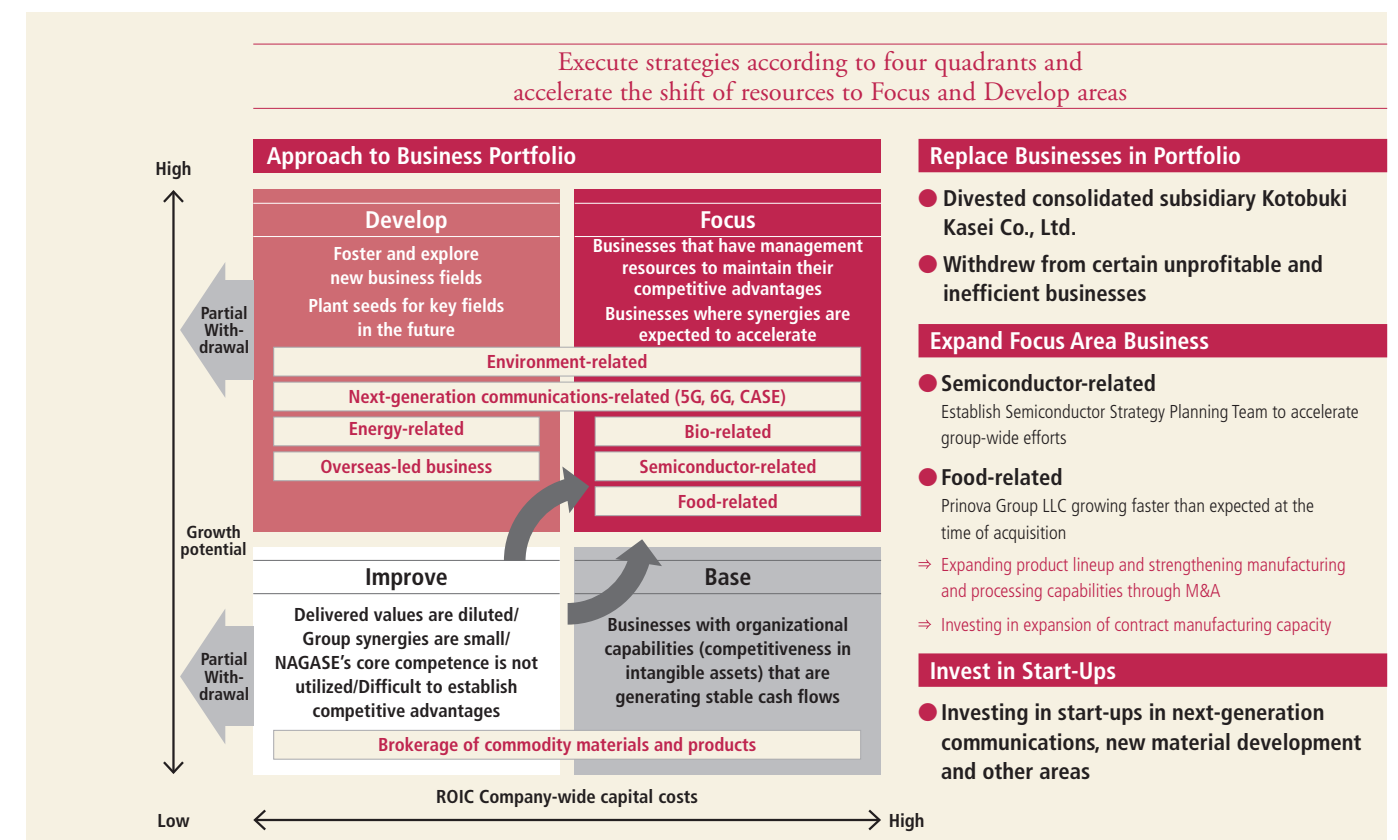 Execute strategies according to four quadrants and
accelerate the shift of resources to Focus and Develop areas
Approach to Business Portfolio
High
Develop
Foster and explore
new business fields
Plant seeds for key fields
in the future
Focus
Businesses that have management
resources to maintain their
competitive advantages
Businesses where synergies are
expected to accelerate
Partial
With-
drawal
Environment-related
Next-generation communications-related (5G, 6G, CASE)
Energy-related
Overseas-led business
Bio-related
Semiconductor-related
Food-related
Growth
potential
Improve
Delivered values are diluted/
Group synergies are small/
NAGASE’s core competence is not
utilized/Difficult to establish
competitive advantages
Base
Businesses with organizational
capabilities (competitiveness in
intangible assets) that are
generating stable cash flows
Partial
With-
drawal
Brokerage of commodity materials and products
ROIC Company-wide capital costs
Low
High
Replace Businesses in Portfolio
● Divested consolidated subsidiary Kotobuki
Kasei Co., Ltd.
● Withdrew from certain unprofitable and
inefficient businesses
Expand Focus Area Business
● Semiconductor-related
Establish Semiconductor Strategy Planning Team to accelerate
group-wide efforts
● Food-related
Prinova Group LLC growing faster than expected at the
time of acquisition
⇒ Expanding product lineup and strengthening manufacturing
and processing capabilities through M&A
⇒ Investing in expansion of contract manufacturing capacity
Invest in Start-Ups
● Investing in start-ups in next-generation
communications, new material development
and other areas